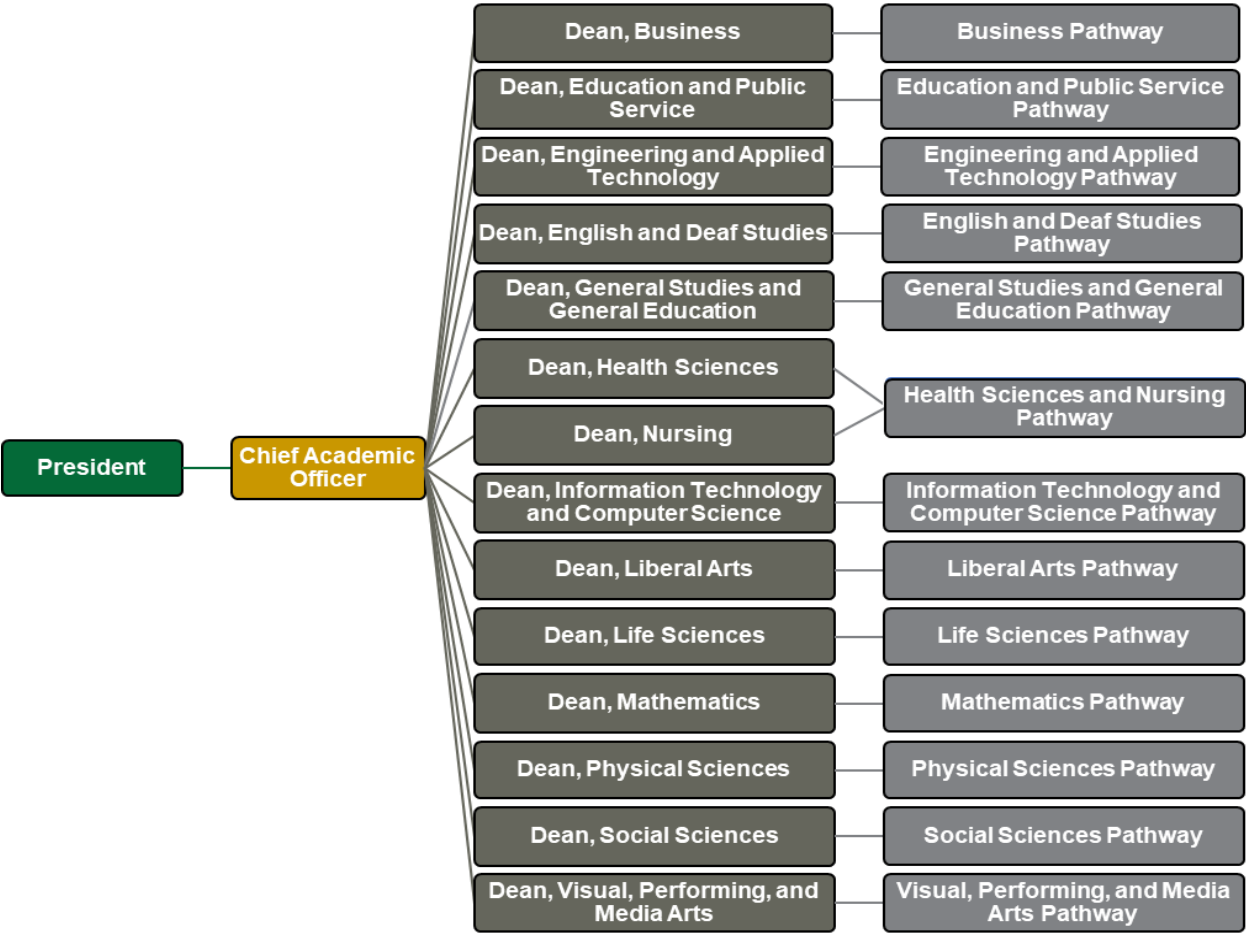 Dean, Business
Business Pathway
Dean, Education and Public
Service
Education and Public Service
Pathway
Dean, Engineering and Applied
Technology
Engineering and Applied
Technology Pathway
Dean, English and Deaf Studies
English and Deaf Studies
Pathway
Dean, General Studies and
General Education
General Studies and General
Education Pathway
Dean, Health Sciences
Dean, Nursing
Health Sciences and Nursing
Pathway
President
Chief Academic
Officer
Dean, Information Technology
and Computer Science
Information Technology and
Computer Science Pathway
Dean, Liberal Arts
Liberal Arts Pathway
Dean, Life Sciences
Life Sciences Pathway
Dean, Mathematics
Mathematics Pathway
Dean, Physical Sciences
Physical Sciences Pathway
Dean, Social Sciences
Social Sciences Pathway
Dean, Visual, Performing, and
Media Arts
Visual, Performing, and Media
Arts Pathway